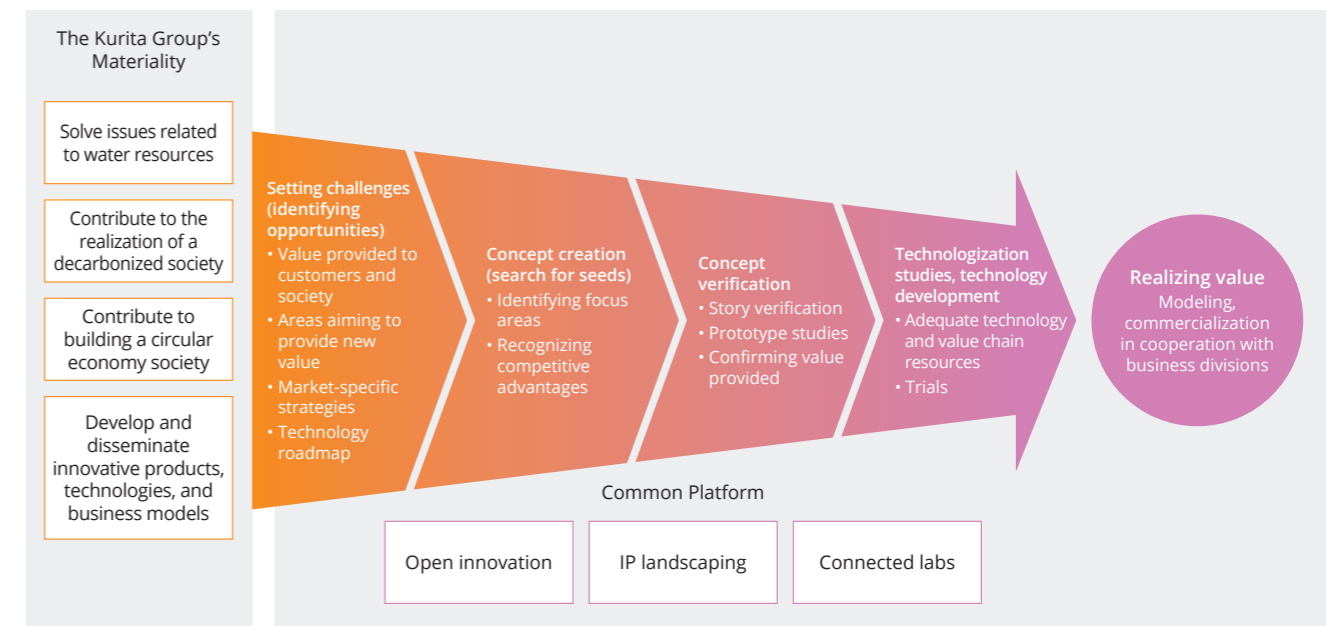 The Kurita Group’s
Materiality
Solve issues related
to water resources
Contribute to the
realization of a
decarbonized society
Contribute to
building a circular
economy society
Develop and
disseminate
innovative products,
technologies, and
business models
Setting challenges
(identifying
opportunities)
• Value provided to
customers and
society
• Areas aiming to
provide new
value
• Market-specific
strategies
• Technology
roadmap
Concept creation
(search for seeds)
• Identifying focus
areas
• Recognizing
competitive
advantages
Concept
verification
• Story verification
• Prototype studies
• Confirming value
provided
Technologization
studies, technology
development
• Adequate technology
and value chain
resources
• Trials
Realizing value
Modeling,
commercialization
in cooperation with
business divisions
Common Platform
Open innovation
IP landscaping
Connected labs